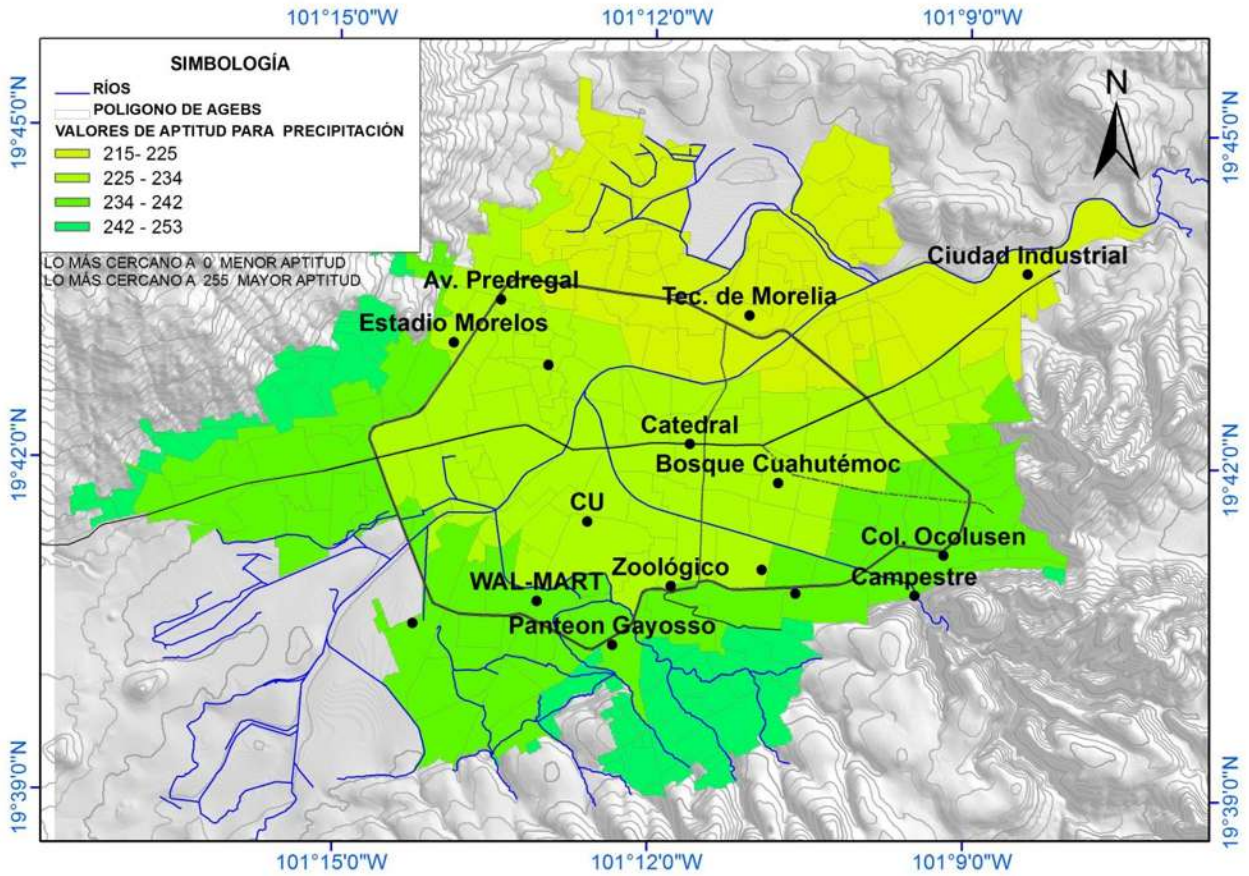 101°15'0"W
101°12'0"W
101°9'0"W
SIMBOLOGÍA
RÍOS
POLIGONO DE AGEBS
VALORES DE APTITUD PARA PRECIPITACIÓN
215- 225
225 - 234
234 - 242
242 - 253
LO MÁS CERCANO A 0 MENOR APTITUD
LO MÁS CERCANO A 255 MAYOR APTITUD
N
19°45'0"N
19°45'0"N
Ciudad Industrial
Av. Predregal
Tec. de Morelia
Estadio Morelos
19°42'0"N
Catedral
19°42'0"N
Bosque Cuahutémoc
CU
Col. Ocolusen
Zoológico
WAL-MART
Campestre
Panteon Gayosso
19°39'0"N
19°39'0"N
101°15'0"W
101°12'0"W
101°9'0"W